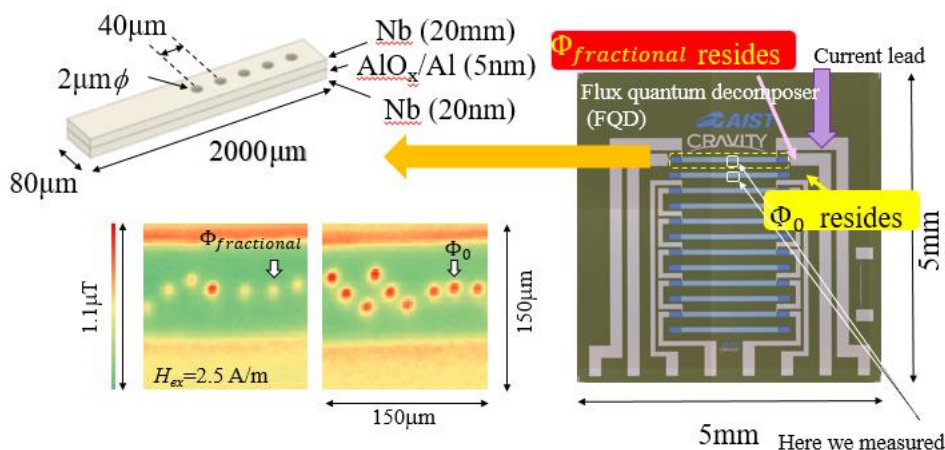 40μm
2μmϕ
Nb (20mm)
AlOx/Al (5nm)
Nb (20nm)
2000μm
80μm
Φfractional resides
Current lead
Flux quantum decomposer
(FQD)
AIST
CRAVITY
Φ0 resides
5mm
5mm
Here we measured
Φfractional
Φ0
1.1μT
Hex=2.5 A/m
150μm
150μm